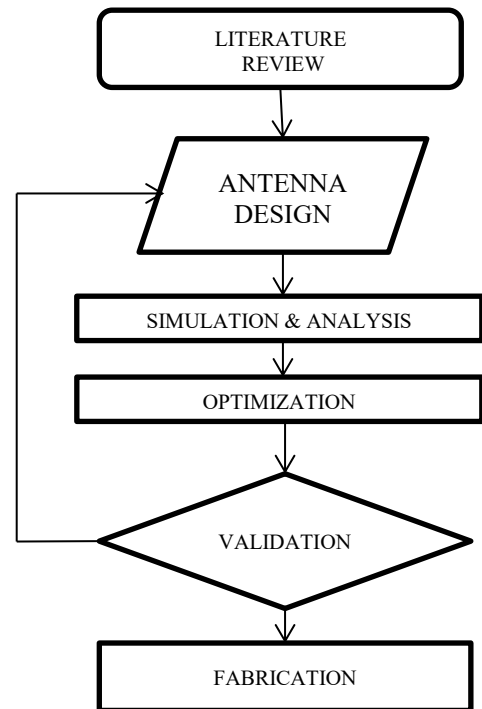 LITERATURE
REVIEW
ANTENNA
DESIGN
SIMULATION & ANALYSIS
OPTIMIZATION
VALIDATION
FABRICATION